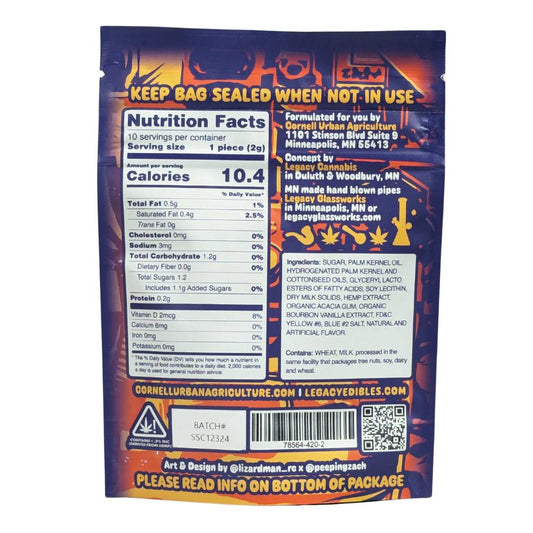 KEEP BAG SEALED WHEN NOT IN USE
Nutrition Facts
10 servings per container
Serving size 1 piece (2g)
Amount per serving
Calories 10.4
% Daily Value*
Total Fat 0.5g 1%
Saturated Fat 0.4g 2.5%
Trans Fat 0g
Cholesterol 0mg 0%
Sodium 3mg 0%
Total Carbohydrate 1.2g 0%
Dietary Fiber 0.0g 0%
Total Sugars 1.2
Includes 1.1g Added Sugars 0%
Protein 0.2g
Vitamin D 2mcg 6%
Calcium 6mg 0%
Iron 0mg 0%
Potassium 0mg 0%
*The % Daily Value (DV) tells you how much a nutrient in
a serving of food contributes to a daily diet. 2,000 calories
a day is used for general nutrition advice.
Formulated for you by
Cornell Urban Agriculture
1101 Stinson Blvd Suite 9
Minneapolis, MN 55413
Concept by
Legacy Cannabis
in Duluth & Woodbury, MN
MN made hand blown pipes
Legacy Glassworks
in Minneapolis, MN or
legacyglassworks.com
Ingredients: SUGAR, PALM KERNEL OIL,
HYDROGENATED PALM KERNEL AND
COTTONSEED OILS, GLYCERYL LACTO
ESTERS OF FATTY ACIDS; SOY LECITHIN,
DRY MILK SOLIDS, HEMP EXTRACT,
ORGANIC ACACIA GUM, ORGANIC
BOURBON VANILLA EXTRACT, FD&C
YELLOW #6, BLUE #2 SALT, NATURAL AND
ARTIFICIAL FLAVOR.
Contains: WHEAT, MILK. processed in the
same facility that packages tree nuts, soy, dairy
and wheat.
CORNELLURBANAGRICULTURE.COM | LEGACYEDIBLES.COM
CONTAINS < .3% THC
(DERIVED FROM HEMP)
BATCH#
SSC12324
78564-420-2
Art & Design by @lizardman_rc x @peepingzach
PLEASE READ INFO ON BOTTOM OF PACKAGE